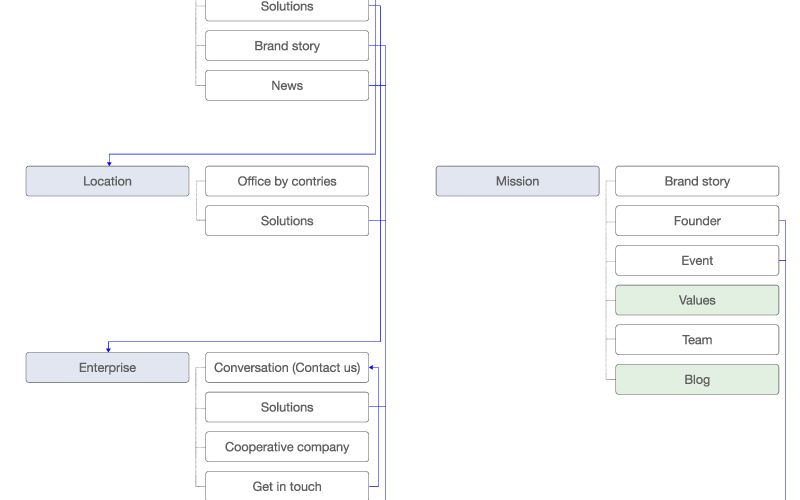 Solutions
Brand story
News
Location
Office by contries
Solutions
Enterprise
Conversation (Contact us)
Solutions
Cooperative company
Get in touch
Mission
Brand story
Founder
Event
Values
Team
Blog